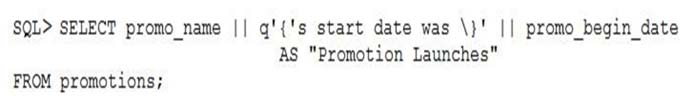 SQL> SELECT promo_name || q'{'s start date was \}' || promo_begin_date
AS "Promotion Launches"
FROM promotions;